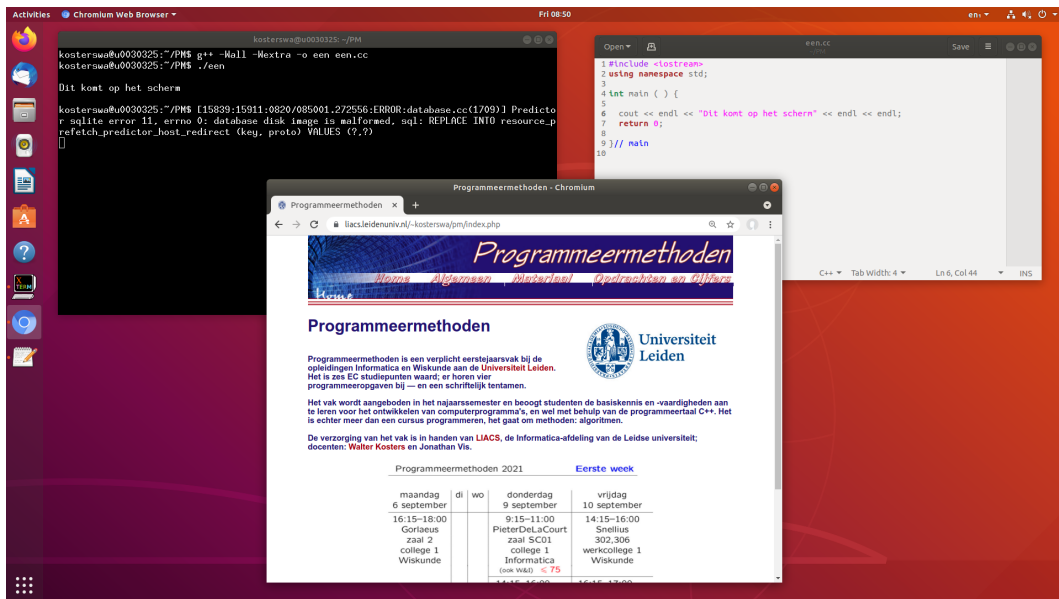 Activities
Chromium Web Browser
Fri 08:50
en₁
kosterswa@u0030325: ~/PM
kosterswa@u0030325:~/PM$ g++ -Wall -Wextra -o een een.cc
kosterswa@u0030325:~/PM$ ./een
Dit komt op het scherm
kosterswa@u0030325:~/PM$ [15839:15911:0820/085001.272556:ERROR:database.cc(1709)] Predicto
r sqlite error 11, errno 0: database disk image is malformed, sql: REPLACE INTO resource_p
refetch_predictor_host_redirect (key, proto) VALUES (?,?)
Open
een.cc
~/PM
Save
1 #include <iostream>
2 using namespace std;
3
4 int main ( ) {
5
6 cout << endl << "Dit komt op het scherm" << endl << endl;
7 return 0;
8
9 }// main
10
C++
Tab Width: 4
Ln 6, Col 44
INS
Programmeermethoden - Chromium
Programmeermethoden
liacs.leidenuniv.nl/~kosterswa/pm/index.php
Programmeermethoden
Home Algemeen Materiaal Opdrachten en Cijfers
Home
Programmeermethoden
Universiteit
Leiden
Programmeermethoden is een verplicht eerstejaarsvak bij de
opleidingen Informatica en Wiskunde aan de Universiteit Leiden.
Het is zes EC studiepunten waard; er horen vier
programmeeropgaven bij — en een schriftelijk tentamen.
Het vak wordt aangeboden in het najaarssemester en beoogt studenten de basiskennis en -vaardigheden aan
te leren voor het ontwikkelen van computerprogramma's, en wel met behulp van de programmeertaal C++. Het
is echter meer dan een cursus programmeren, het gaat om methoden: algoritmen.
De verzorging van het vak is in handen van LIACS, de Informatica-afdeling van de Leidse universiteit;
docenten: Walter Kosters en Jonathan Vis.
Programmeermethoden 2021 Eerste week
maandag di wo donderdag vrijdag
6 september 9 september 10 september
16:15–18:00 9:15–11:00 14:15–16:00
Gorlaeus PieterDeLaCourt Snellius
zaal 2 zaal SC01 302,306
college 1 college 1 werkcollege 1
Wiskunde Informatica Wiskunde
(ook W&I) ⩽ 75
14:15–16:00 16:15–17:00
TERM